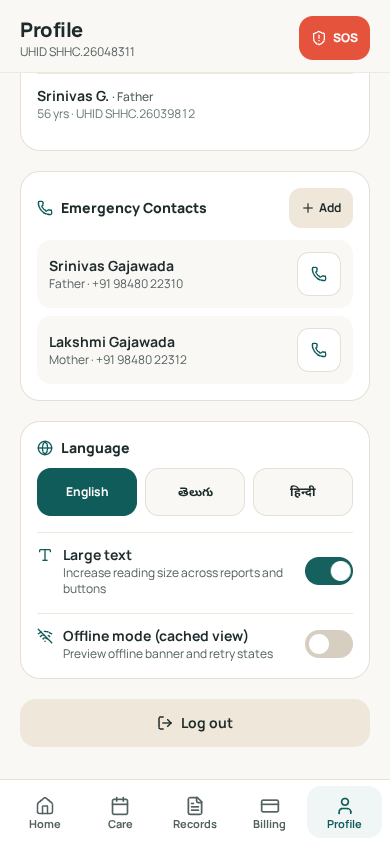 Profile
UHID SHHC.26048311
SOS
Srinivas G. · Father
56 yrs · UHID SHHC.26039812
Emergency Contacts
Add
Srinivas Gajawada
Father · +91 98480 22310
Lakshmi Gajawada
Mother · +91 98480 22312
Language
English
తెలుగు
हिन्दी
Large text
Increase reading size across reports and
buttons
Offline mode (cached view)
Preview offline banner and retry states
Log out
Home
Care
Records
Billing
Profile